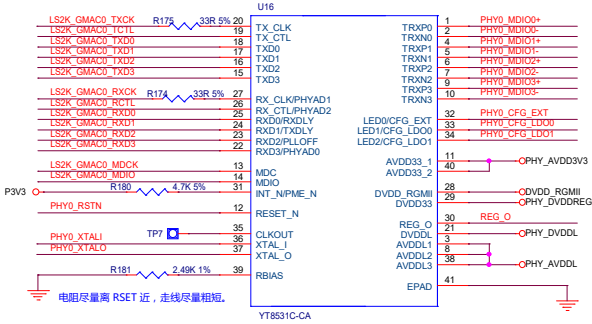 U16
LS2K_GMAC0_TXCK R175 33R 5% 20 TX_CLK TRXP0 1 PHY0_MDIO0+
LS2K_GMAC0_TCTL 19 TX_CTL TRXN0 2 PHY0_MDIO0-
LS2K_GMAC0_TXD0 18 TXD0 TRXP1 4 PHY0_MDIO1+
LS2K_GMAC0_TXD1 17 TXD1 TRXN1 5 PHY0_MDIO1-
LS2K_GMAC0_TXD2 16 TXD2 TRXP2 6 PHY0_MDIO2+
LS2K_GMAC0_TXD3 15 TXD3 TRXN2 7 PHY0_MDIO2-
TRXP3 9 PHY0_MDIO3+
LS2K_GMAC0_RXCK R174 33R 5% 27 RX_CLK/PHYAD1 TRXN3 10 PHY0_MDIO3-
LS2K_GMAC0_RCTL 26 RX_CTL/PHYAD2
LS2K_GMAC0_RXD0 25 RXD0/RXDLY LED0/CFG_EXT 32 PHY0_CFG_EXT
LS2K_GMAC0_RXD1 24 RXD1/TXDLY LED1/CFG_LDO0 33 PHY0_CFG_LDO0
LS2K_GMAC0_RXD2 23 RXD2/PLLOFF LED2/CFG_LDO1 34 PHY0_CFG_LDO1
LS2K_GMAC0_RXD3 22 RXD3/PHYAD0
AVDD33_1 11 PHY_AVDD3V3
LS2K_GMAC0_MDCK 13 MDC AVDD33_2 40
LS2K_GMAC0_MDIO 14 MDIO
P3V3 R180 4.7K 5% 31 INT_N/PME_N DVDD_RGMII 28 DVDD_RGMII
DVDD33 29 PHY_DVDDREG
PHY0_RSTN 12 RESET_N
REG_O 30 REG_O
TP7 35 CLKOUT DVDDL 21 PHY_DVDDL
PHY0_XTALI 36 XTAL_I AVDDL1 3
PHY0_XTALO 37 XTAL_O AVDDL2 8
AVDDL3 38 PHY_AVDDL
R181 2.49K 1% 39 RBIAS
EPAD 41
电阻尽量离 RSET 近，走线尽量粗短。
YT8531C-CA